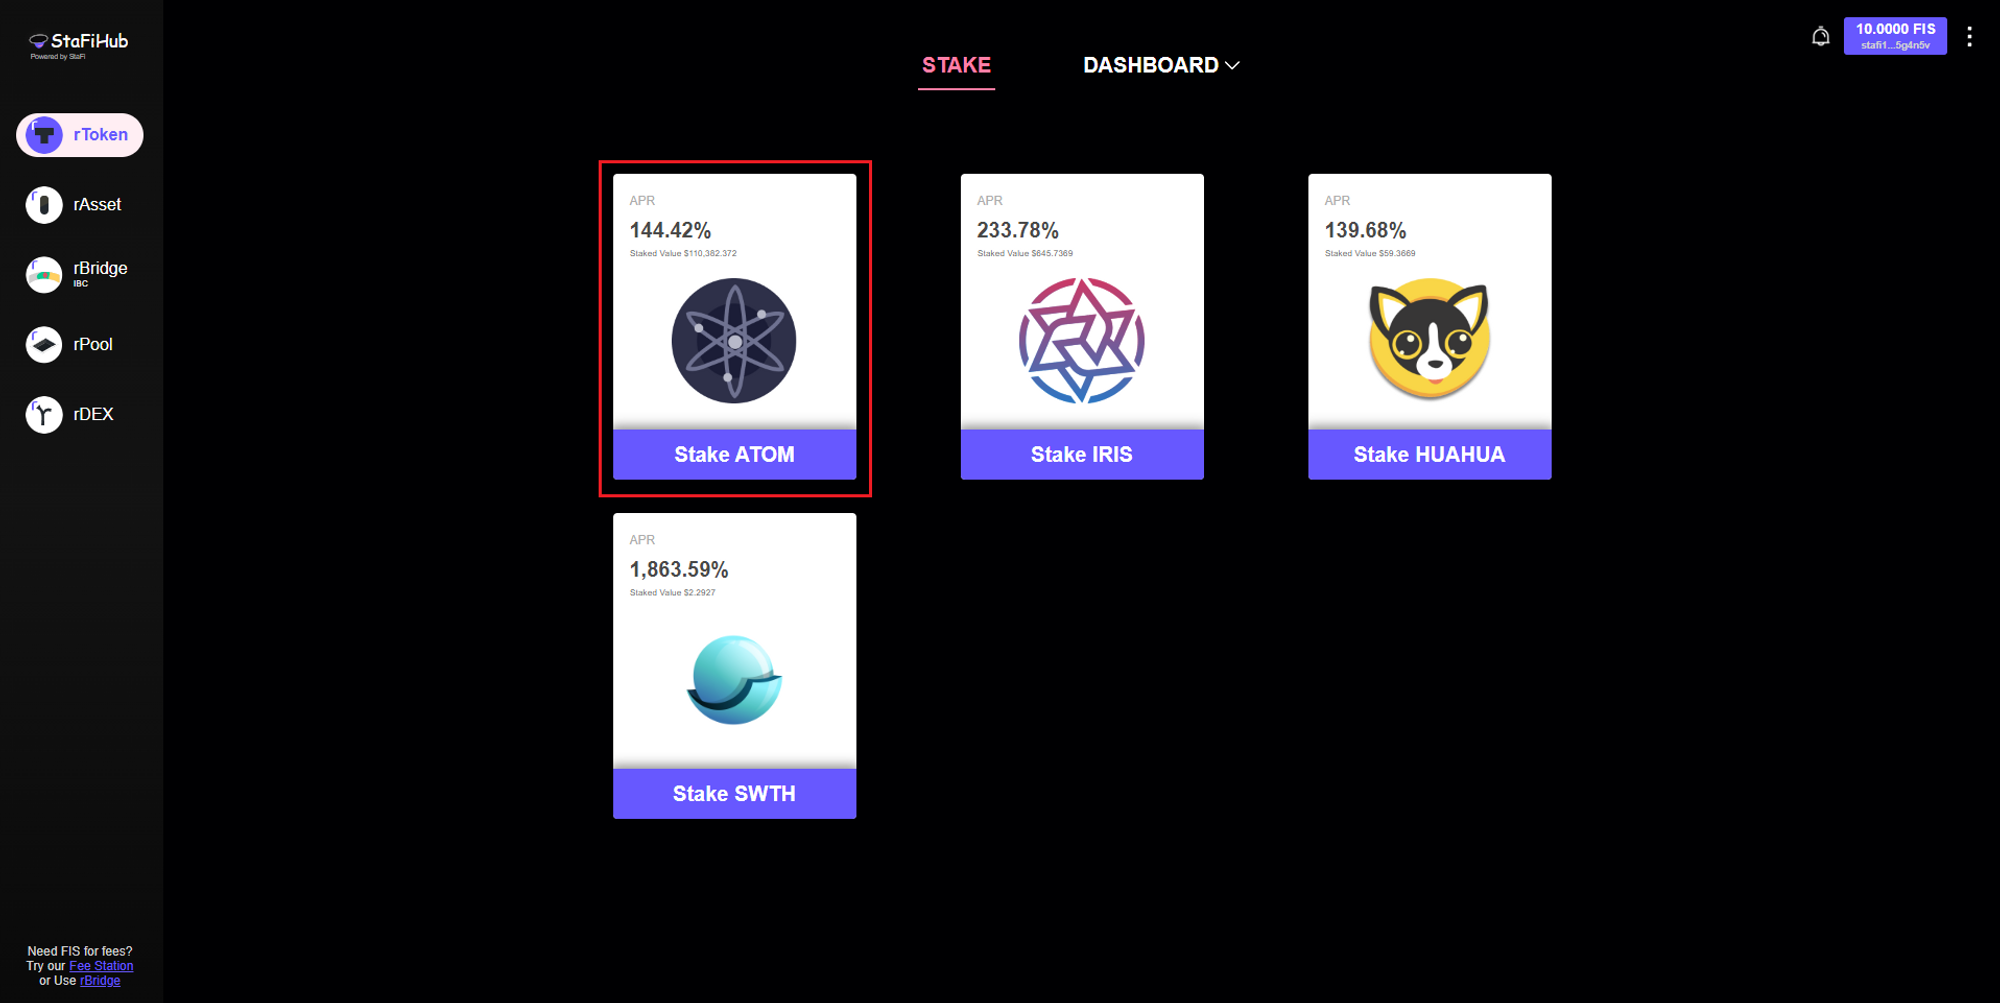 StaFiHub
Powered by StaFi
rToken
rAsset
rBridge
IBC
rPool
rDEX
Need FIS for fees?
Try our Fee Station
or Use rBridge
STAKE
DASHBOARD
10.0000 FIS
stafi1...5g4n5v
APR
144.42%
Staked Value $110,382.372
Stake ATOM
APR
233.78%
Staked Value $645.7369
Stake IRIS
APR
139.68%
Staked Value $59.3669
Stake HUAHUA
APR
1,863.59%
Staked Value $2.2927
Stake SWTH